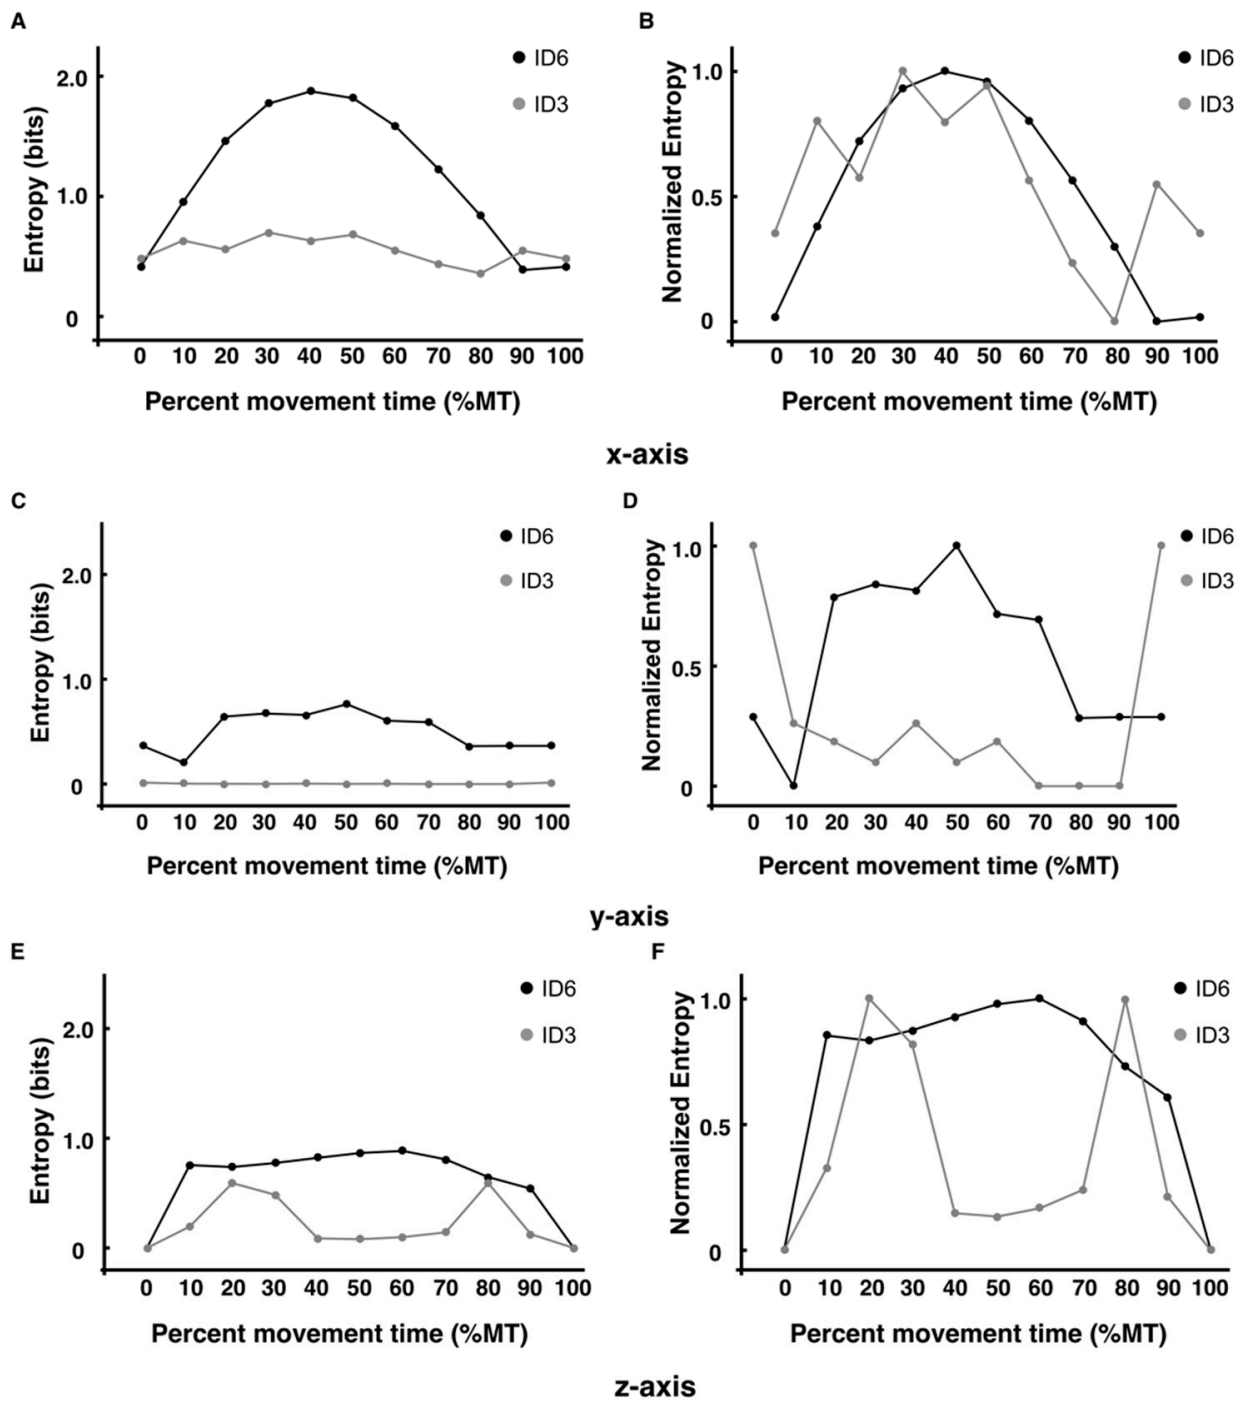 A
Entropy (bits)
2.0
1.0
0
ID6
ID3
0 10 20 30 40 50 60 70 80 90 100
Percent movement time (%MT)
B
Normalized Entropy
1.0
0.5
0
ID6
ID3
0 10 20 30 40 50 60 70 80 90 100
Percent movement time (%MT)
x-axis
C
Entropy (bits)
2.0
1.0
0
ID6
ID3
0 10 20 30 40 50 60 70 80 90 100
Percent movement time (%MT)
D
Normalized Entropy
1.0
0.5
0
ID6
ID3
0 10 20 30 40 50 60 70 80 90 100
Percent movement time (%MT)
y-axis
E
Entropy (bits)
2.0
1.0
0
ID6
ID3
0 10 20 30 40 50 60 70 80 90 100
Percent movement time (%MT)
F
Normalized Entropy
1.0
0.5
0
ID6
ID3
0 10 20 30 40 50 60 70 80 90 100
Percent movement time (%MT)
z-axis